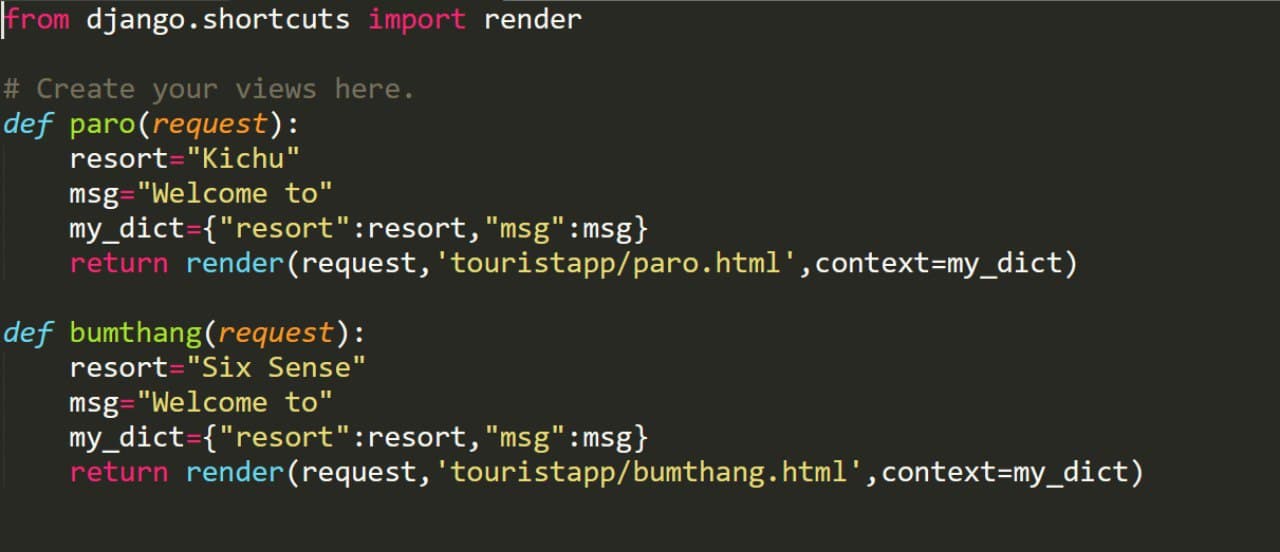 from django.shortcuts import render
# Create your views here.
def paro(request):
    resort="Kichu"
    msg="Welcome to"
    my_dict={"resort":resort,"msg":msg}
    return render(request,'touristapp/paro.html',context=my_dict)
def bumthang(request):
    resort="Six Sense"
    msg="Welcome to"
    my_dict={"resort":resort,"msg":msg}
    return render(request,'touristapp/bumthang.html',context=my_dict)